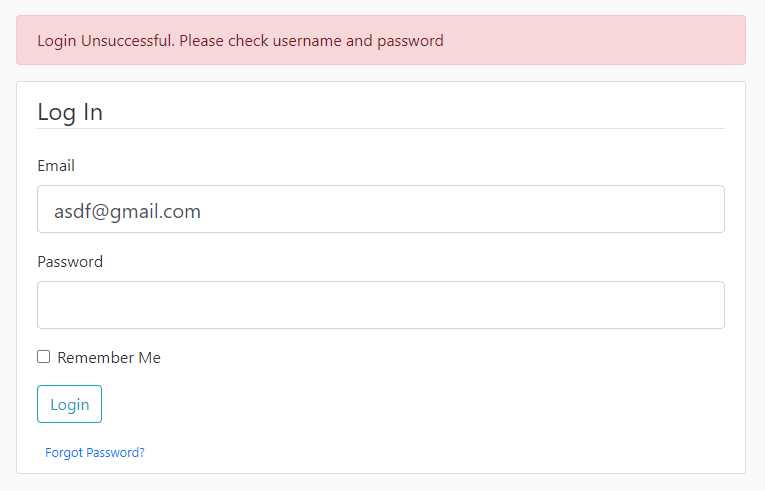 Login Unsuccessful. Please check username and password
Log In
Email
asdf@gmail.com
Password
Remember Me
Login
Forgot Password?